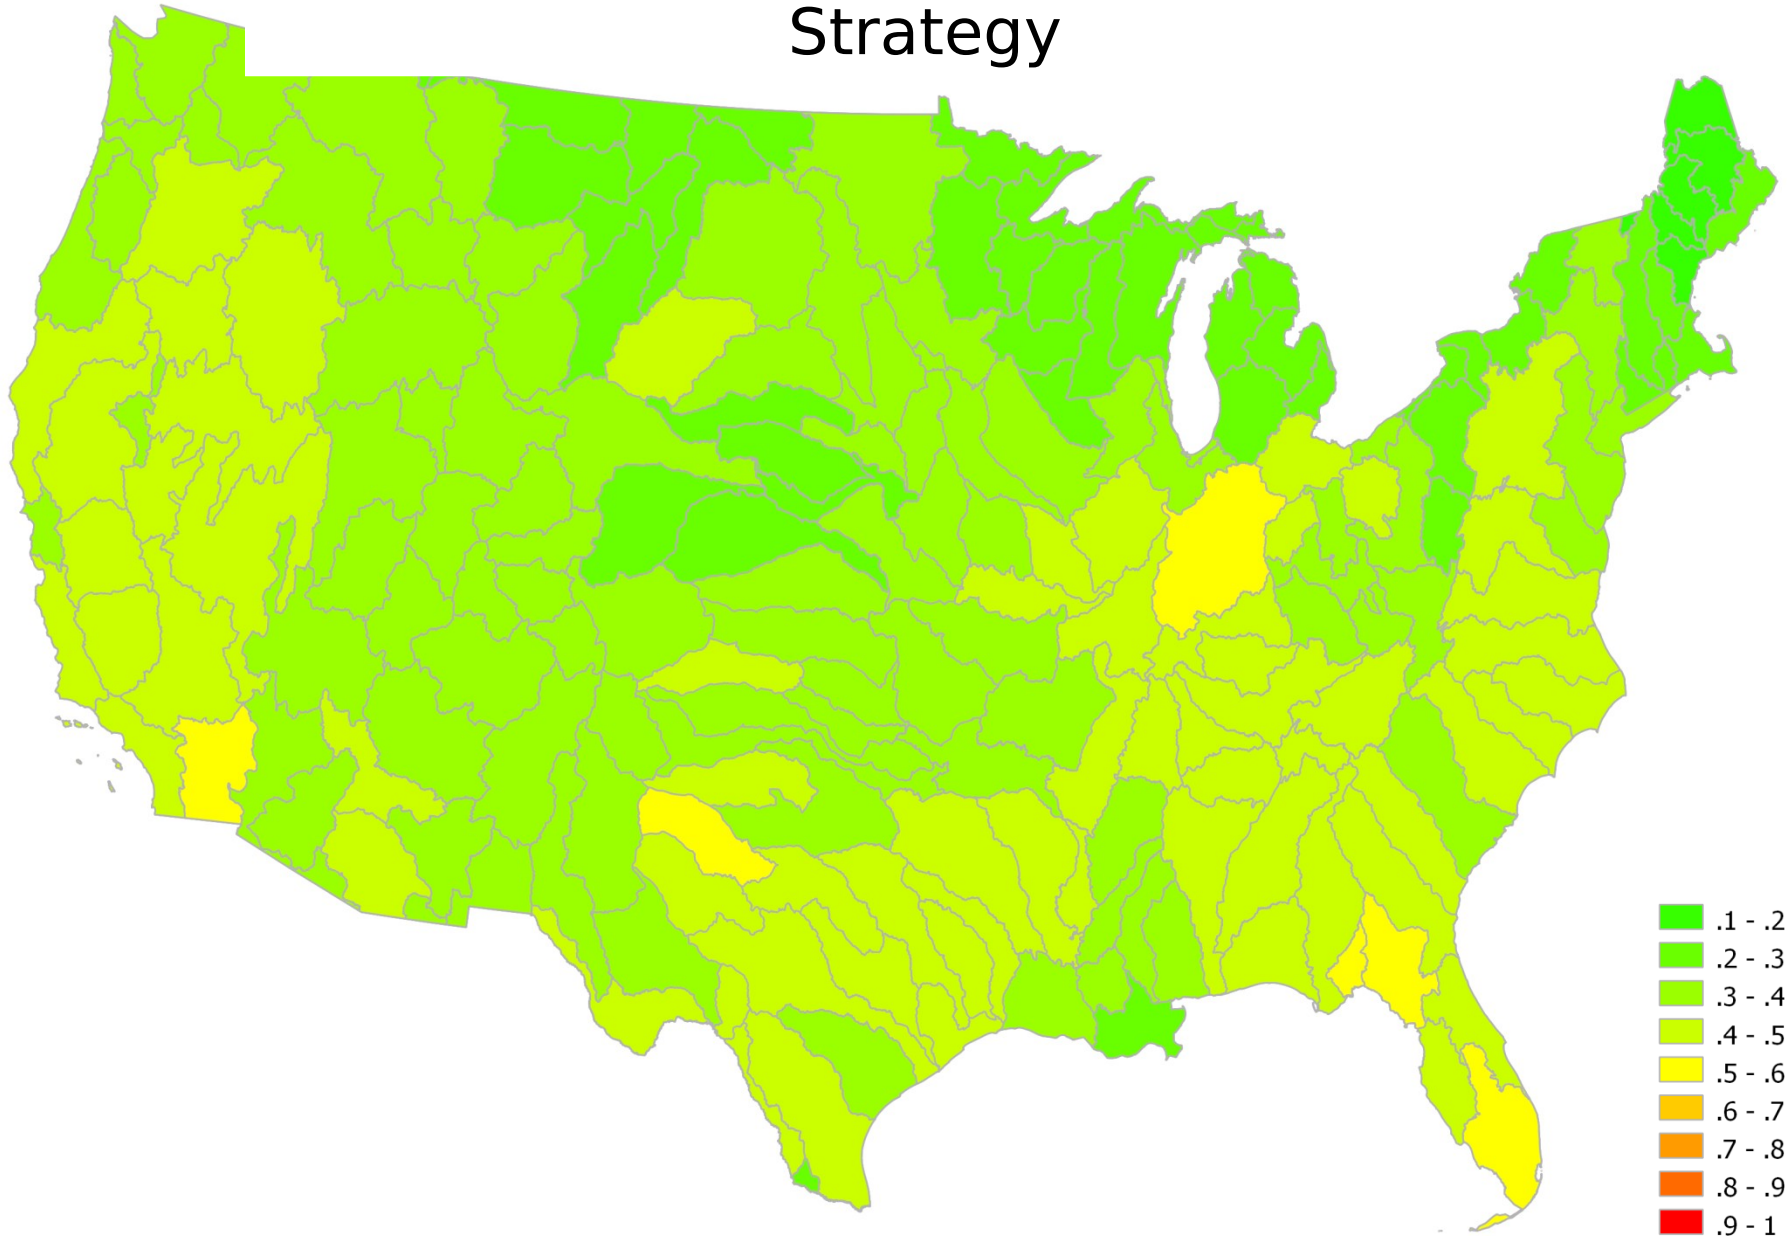 Strategy
.1 - .2
.2 - .3
.3 - .4
.4 - .5
.5 - .6
.6 - .7
.7 - .8
.8 - .9
.9 - 1